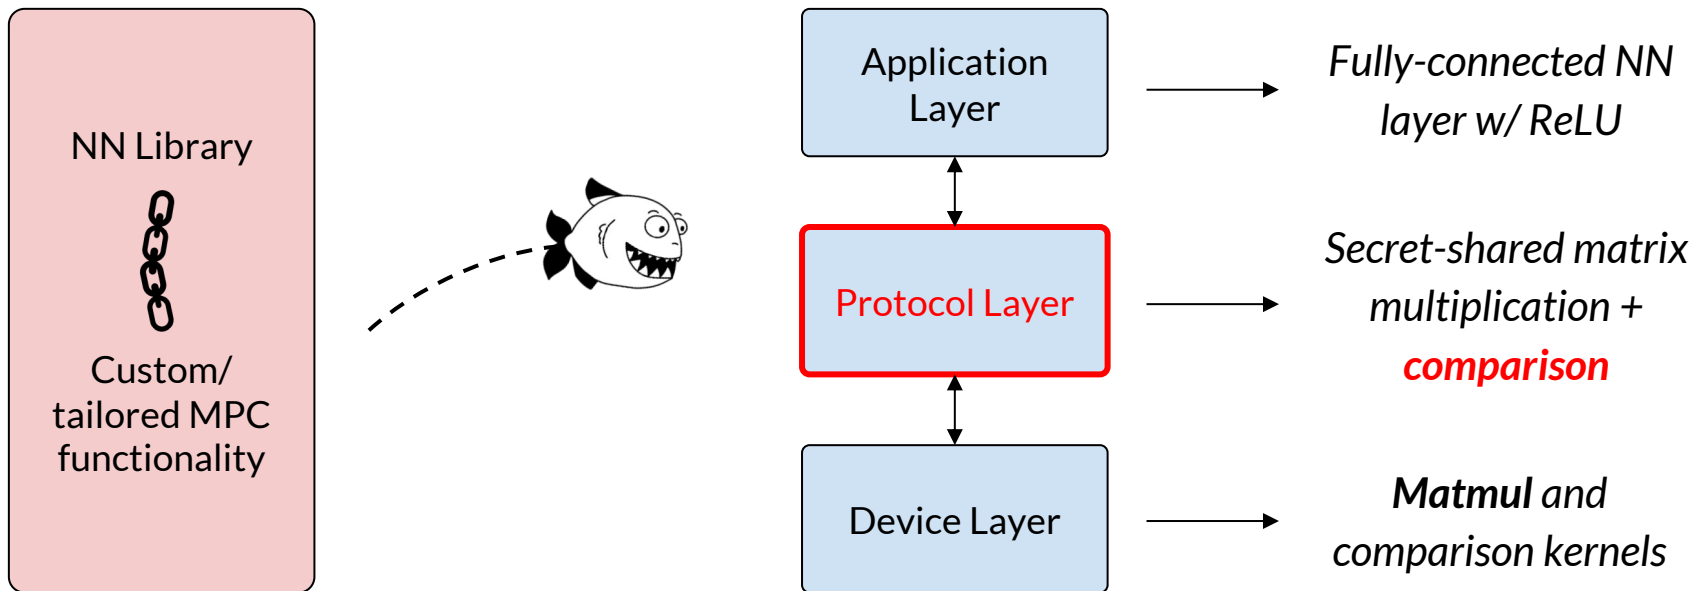 NN Library
Custom/
tailored MPC
functionality
Application
Layer
Fully-connected NN
layer w/ ReLU
Protocol Layer
Secret-shared matrix
multiplication +
comparison
Device Layer
Matmul and
comparison kernels